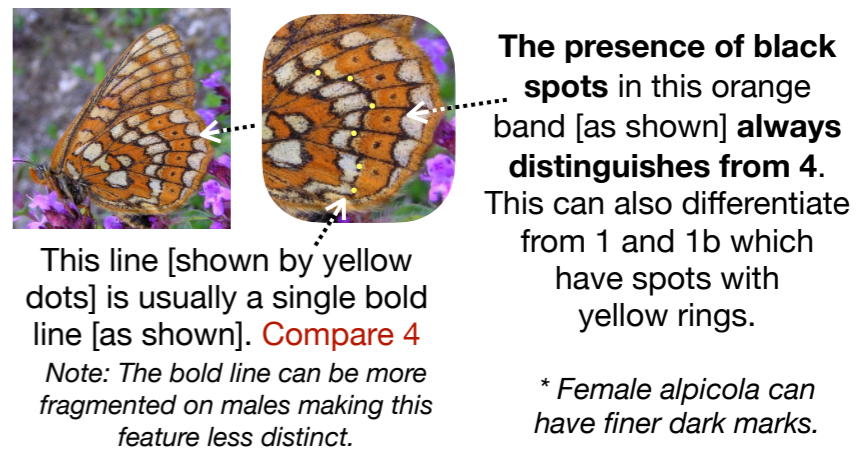 The presence of black
spots in this orange
band [as shown] always
distinguishes from 4.
This can also differentiate
from 1 and 1b which
have spots with
yellow rings.
This line [shown by yellow
dots] is usually a single bold
line [as shown]. Compare 4
Note: The bold line can be more
fragmented on males making this
feature less distinct.
* Female alpicola can
have finer dark marks.